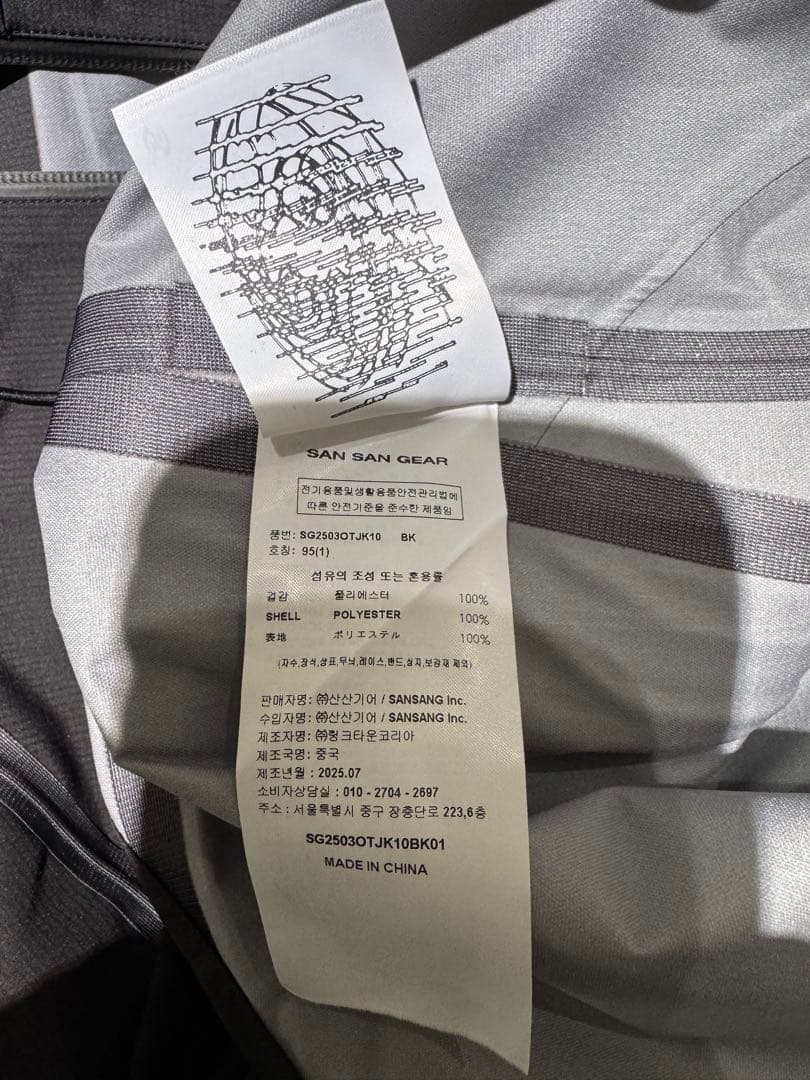 SAN SAN GEAR
전기용품및생활용품안전관리법에
따른 안전기준을 준수한 제품임
품번: SG2503OTJK10 BK
호칭: 95(1)
섬유의 조성 또는 혼용률
겉감 폴리에스터 100%
SHELL POLYESTER 100%
表地 ポリエステル 100%
(자수,장식,상표,무늬,레이스,밴드,심지,보강재 제외)
판매자명: ㈜산산기어 / SANSANG Inc.
수입자명: ㈜산산기어 / SANSANG Inc.
제조자명: ㈜링크타운코리아
제조국명: 중국
제조년월 : 2025.07
소비자상담실 : 010 - 2704 - 2697
주소 : 서울특별시 중구 장충단로 223,6층
SG2503OTJK10BK01
MADE IN CHINA